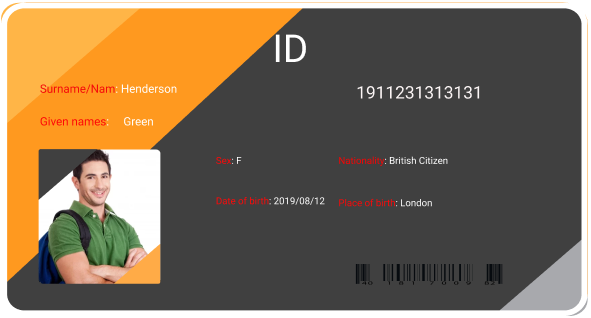 ID
Surname/Nam: Henderson
1911231313131
Given names: Green
Sex: F
Nationality: British Citizen
Date of birth: 2019/08/12
Place of birth: London